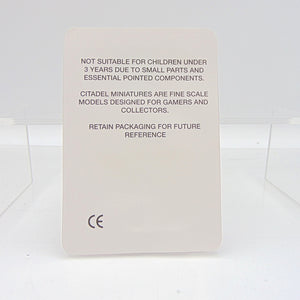 NOT SUITABLE FOR CHILDREN UNDER
3 YEARS DUE TO SMALL PARTS AND
ESSENTIAL POINTED COMPONENTS.
CITADEL MINIATURES ARE FINE SCALE
MODELS DESIGNED FOR GAMERS AND
COLLECTORS.
RETAIN PACKAGING FOR FUTURE
REFERENCE
CE